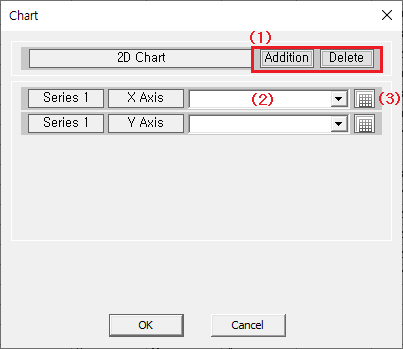 Chart
(1)
2D Chart Addition Delete
Series 1 X Axis (2) (3)
Series 1 Y Axis
OK Cancel